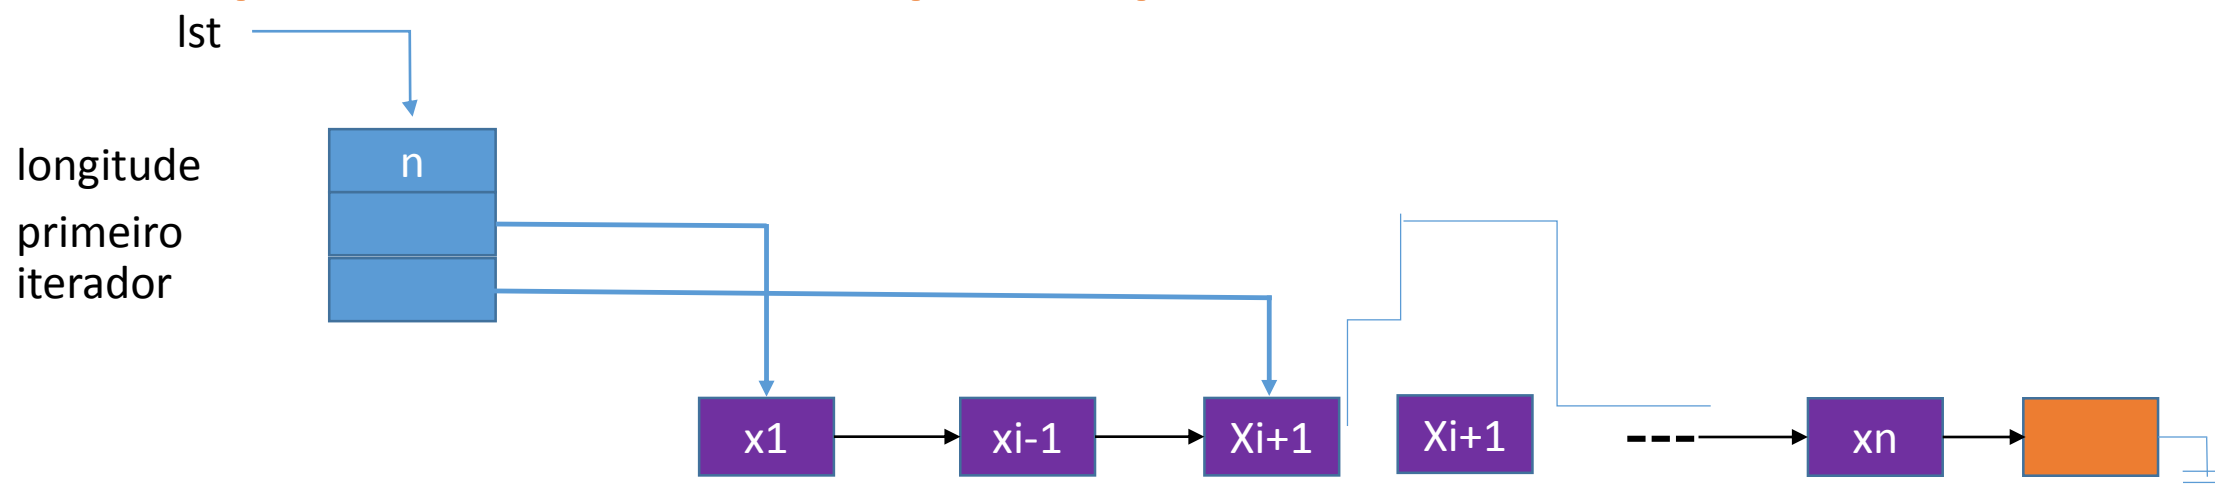 lst
longitude
n
primeiro
iterador
x1
xi-1
Xi+1
Xi+1
xn